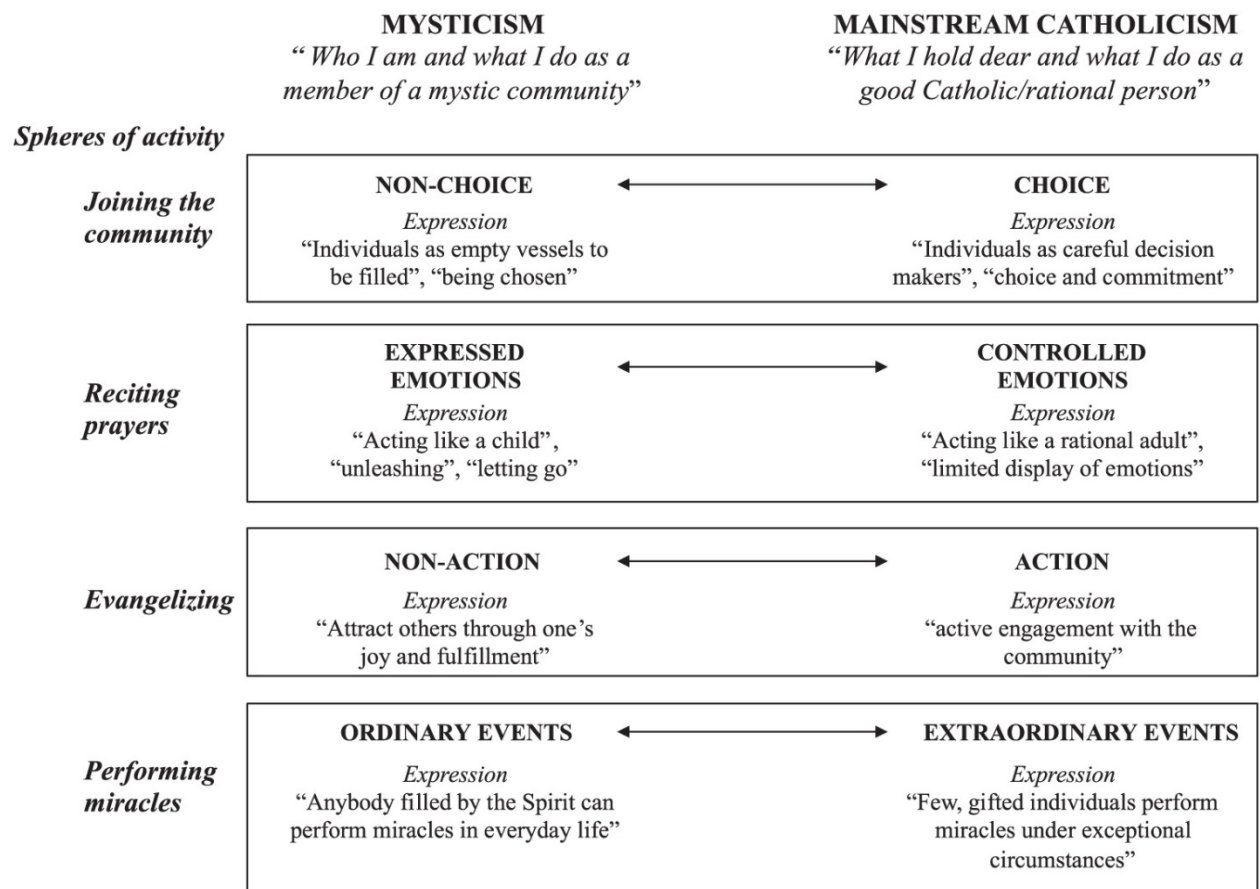 MYSTICISM
“ Who I am and what I do as a
member of a mystic community”
MAINSTREAM CATHOLICISM
“What I hold dear and what I do as a
good Catholic/rational person”
Spheres of activity
Joining the
community
NON-CHOICE
Expression
“Individuals as empty vessels to
be filled”, “being chosen”
CHOICE
Expression
“Individuals as careful decision
makers”, “choice and commitment”
Reciting
prayers
EXPRESSED
EMOTIONS
Expression
“Acting like a child”,
“unleashing”, “letting go”
CONTROLLED
EMOTIONS
Expression
“Acting like a rational adult”,
“limited display of emotions”
Evangelizing
NON-ACTION
Expression
“Attract others through one’s
joy and fulfillment”
ACTION
Expression
“active engagement with the
community”
Performing
miracles
ORDINARY EVENTS
Expression
“Anybody filled by the Spirit can
perform miracles in everyday life”
EXTRAORDINARY EVENTS
Expression
“Few, gifted individuals perform
miracles under exceptional
circumstances”